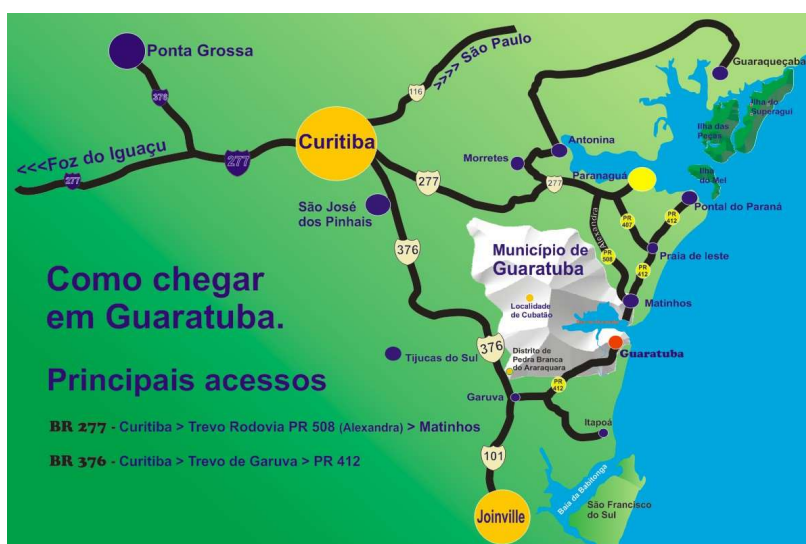 Ponta Grossa
376
>>>> São Paulo
116
Guaraqueçaba
Ilha do
Superagui
Ilha das
Peças
Curitiba
Antonina
<<<Foz do Iguaçu
277
277
Morretes
277
277
Paranaguá
Ilha
do Mel
São José
dos Pinhais
Alexandra
PR
407
PR
412
Pontal do Paraná
376
Município de
Guaratuba
PR
508
PR
412
Praia de leste
Como chegar
em Guaratuba.
Localidade
de Cubatão
Matinhos
376
Tijucas do Sul
Distrito de
Pedra Branca
do Araraquara
Guaratuba
PR
412
Principais acessos
Garuva
Itapoá
BR 277 - Curitiba > Trevo Rodovia PR 508 (Alexandra) > Matinhos
101
BR 376 - Curitiba > Trevo de Garuva > PR 412
Baia da Babitonga
São Francisco
do Sul
Joinville